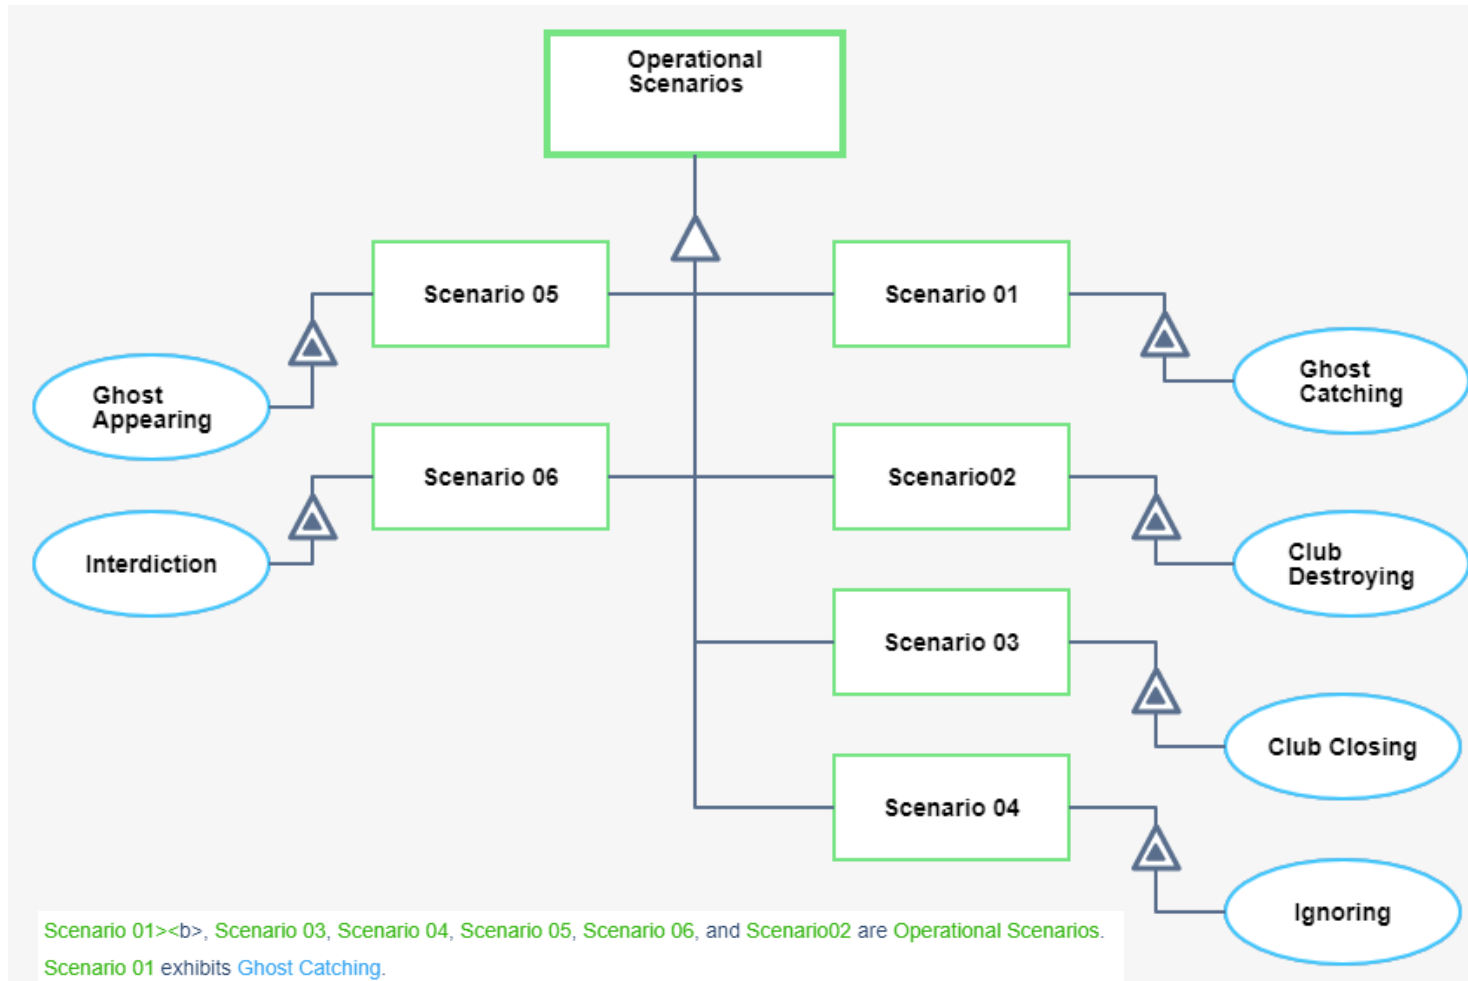 Operational
Scenarios
Scenario 05
Scenario 01
Ghost
Appearing
Ghost
Catching
Scenario 06
Scenario02
Interdiction
Club
Destroying
Scenario 03
Club Closing
Scenario 04
Ignoring
Scenario 01><b>, Scenario 03, Scenario 04, Scenario 05, Scenario 06, and Scenario02 are Operational Scenarios.
Scenario 01 exhibits Ghost Catching.